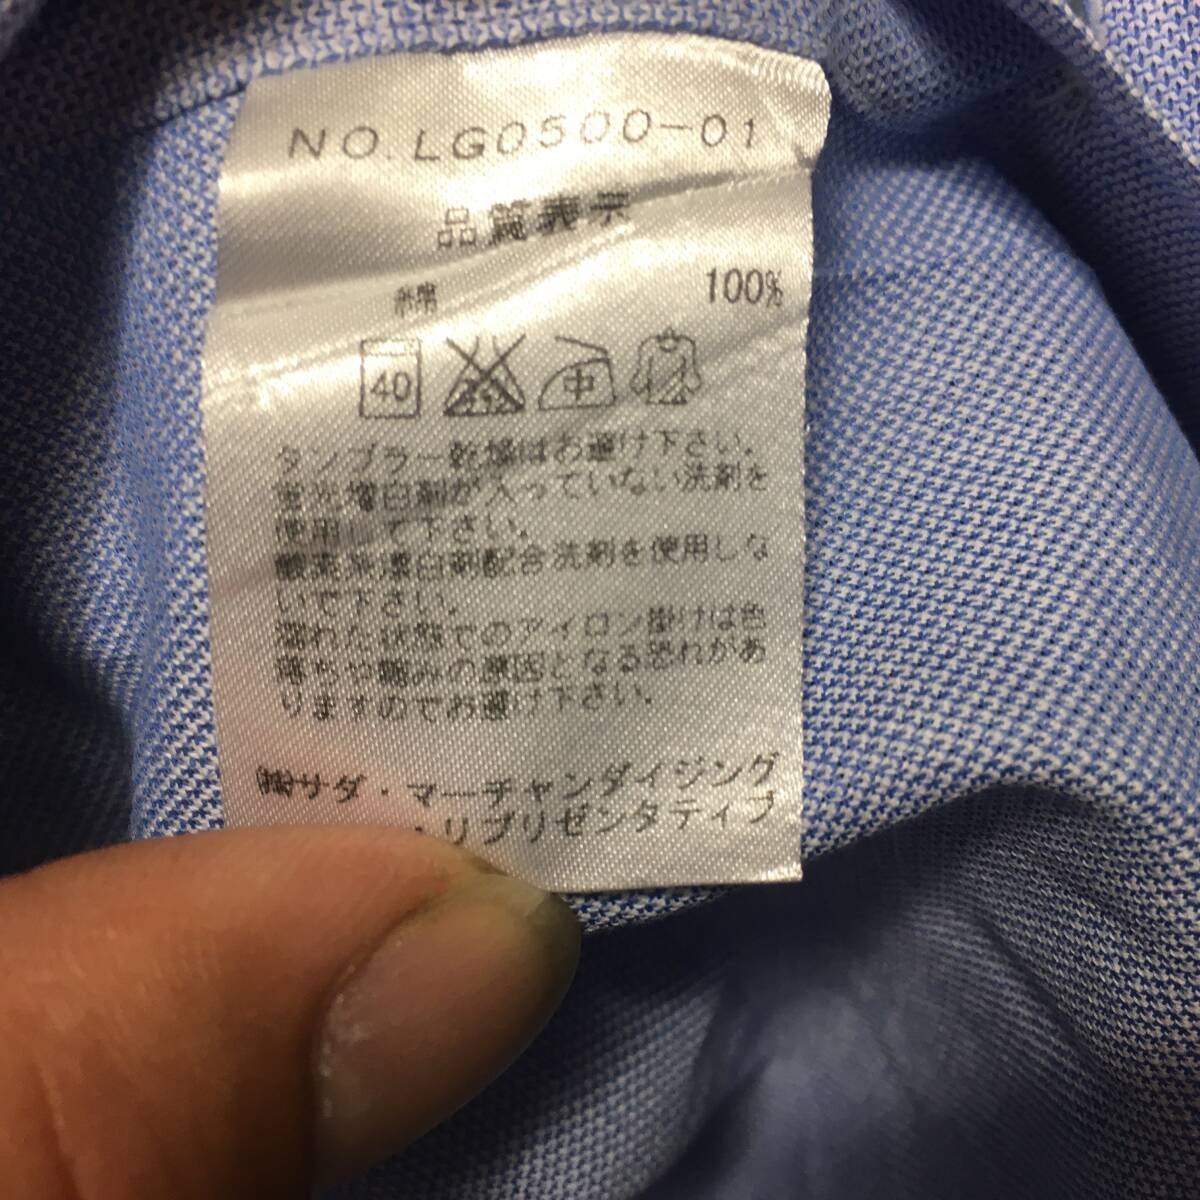 NO.LG0500-01
品質表示
綿 100%
40 中
タンブラー乾燥はお避け下さい。
蛍光増白剤が入っていない洗剤を
使用して下さい。
酸素系漂白剤配合洗剤を使用しな
いで下さい。
濡れた状態でのアイロン掛けは色
落ちや縮みの原因となる恐れがあ
りますのでお避け下さい。
㈱サダ・マーチャンダイジング
・リプリゼンタティブ